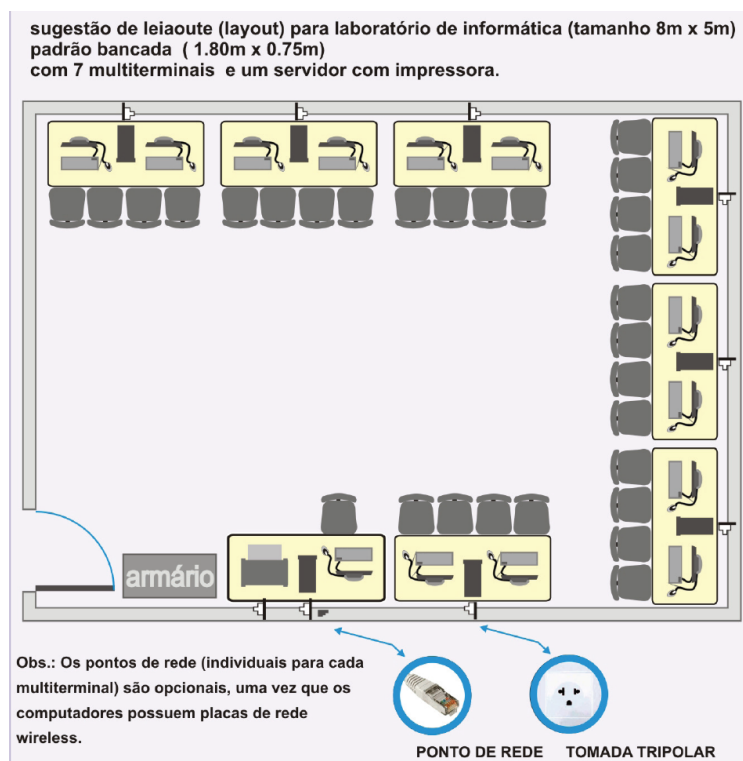 sugestão de leiaoute (layout) para laboratório de informática (tamanho 8m x 5m)
padrão bancada ( 1.80m x 0.75m)
com 7 multiterminais e um servidor com impressora.
armário
Obs.: Os pontos de rede (individuais para cada
multiterminal) são opcionais, uma vez que os
computadores possuem placas de rede
wireless.
PONTO DE REDE
TOMADA TRIPOLAR